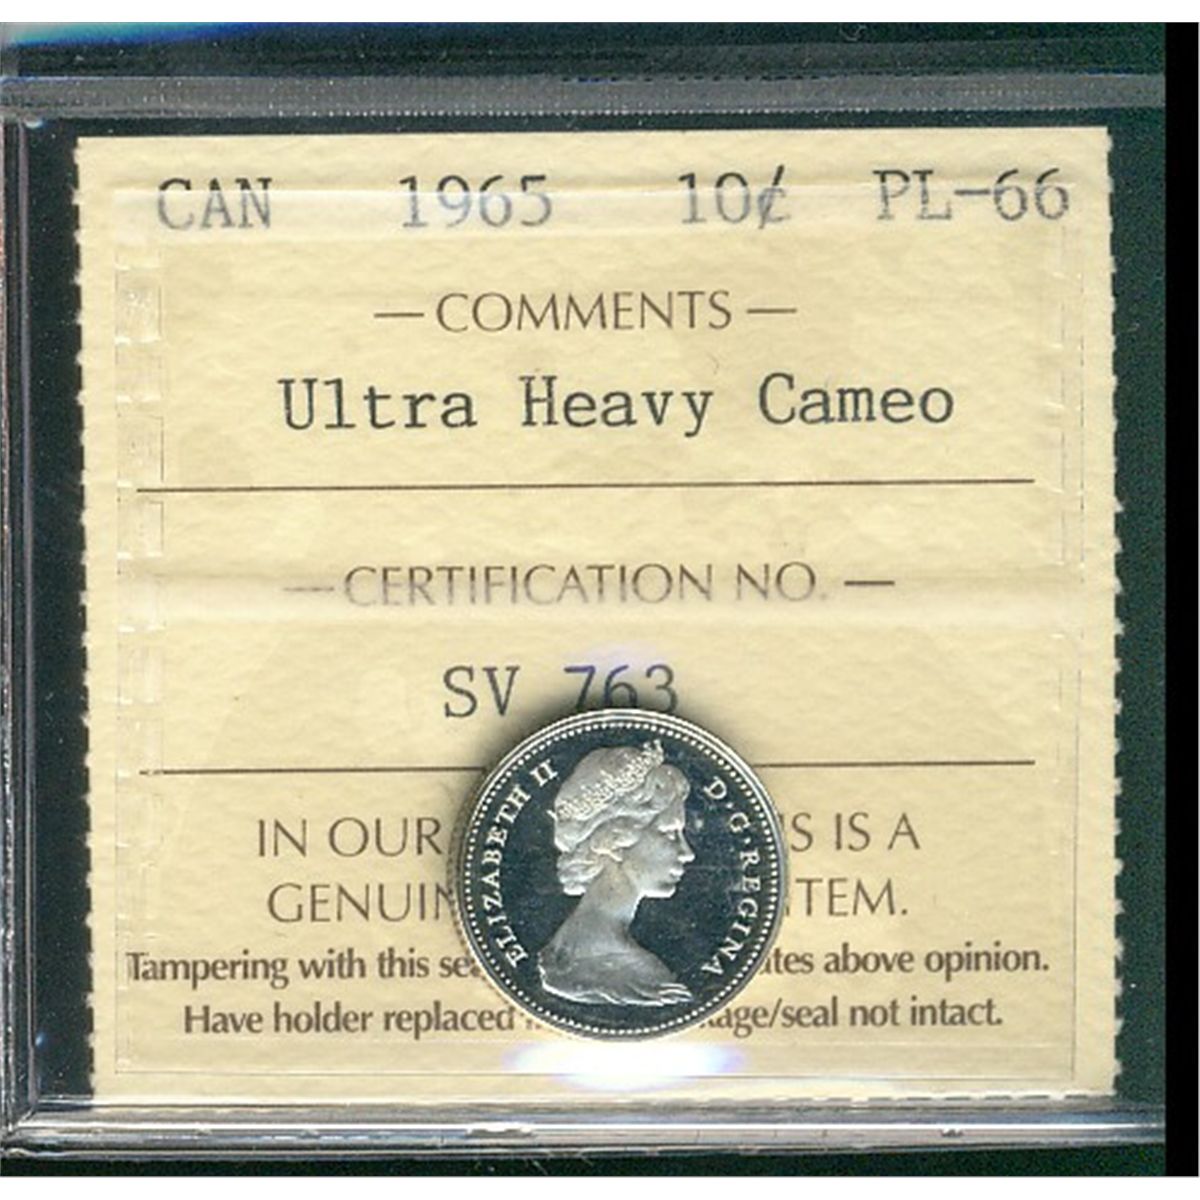 CAN 1965 10¢ PL-66
— COMMENTS —
Ultra Heavy Cameo
— CERTIFICATION NO. —
SV 763
ELIZABETH II D·G·REGINA
IN OUR S IS A
GENUIN TEM.
Tampering with this se ates above opinion.
Have holder replaced kage/seal not intact.